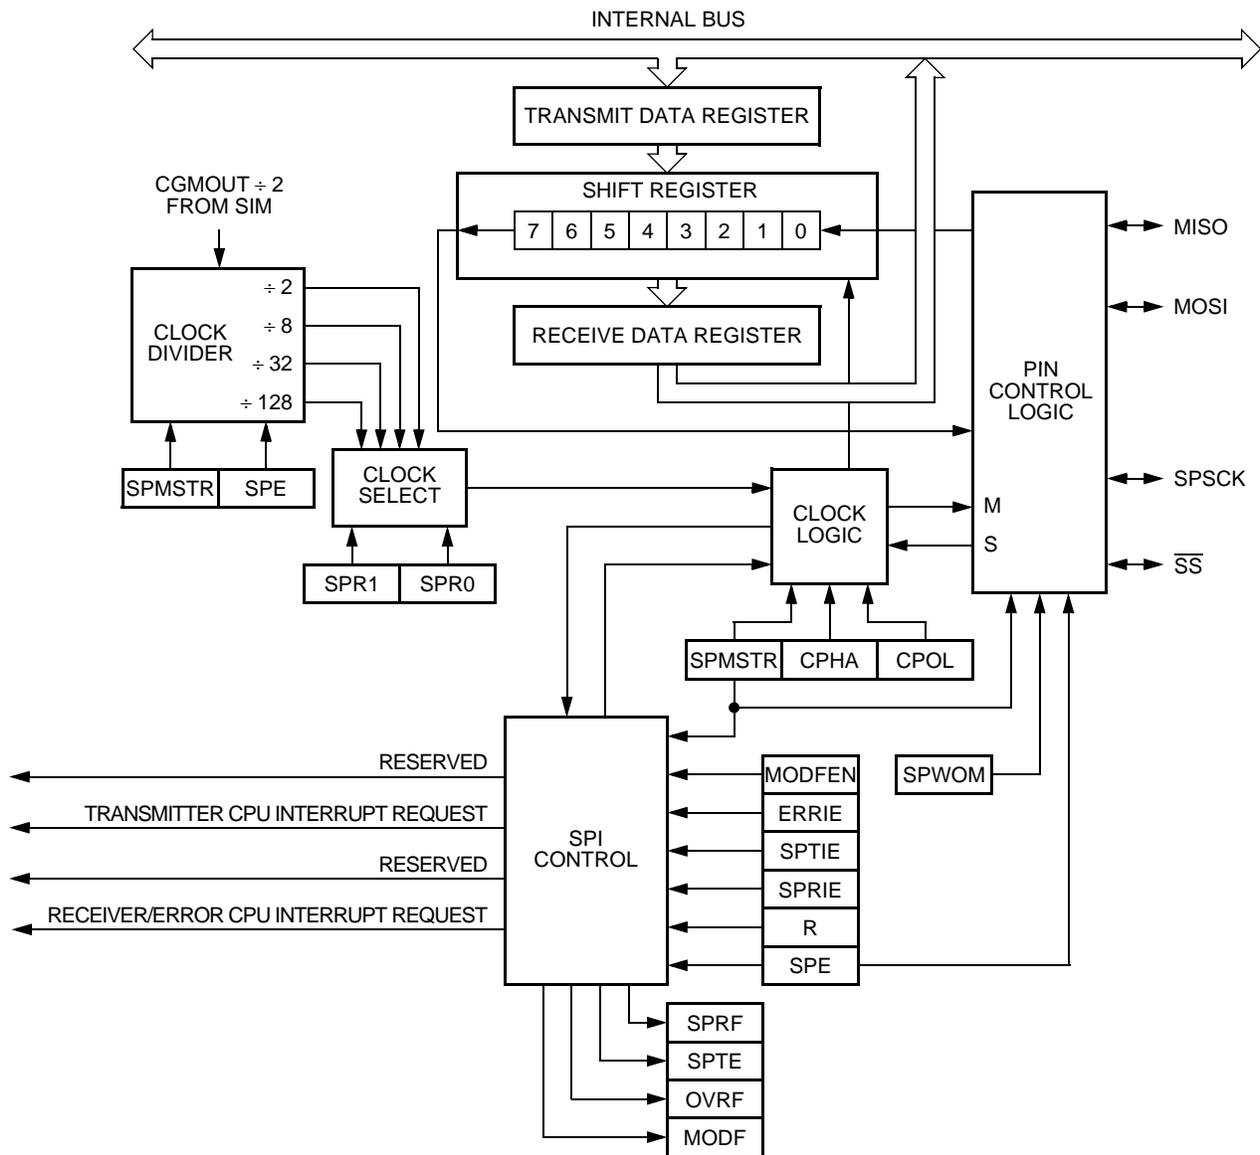 INTERNAL BUS
TRANSMIT DATA REGISTER
SHIFT REGISTER
7 6 5 4 3 2 1 0
RECEIVE DATA REGISTER
CGMOUT ÷ 2
FROM SIM
CLOCK
DIVIDER
÷ 2
÷ 8
÷ 32
÷ 128
SPMSTR SPE
CLOCK
SELECT
SPR1 SPR0
CLOCK
LOGIC
PIN
CONTROL
LOGIC
M
S
MISO
MOSI
SPSCK
SS
SPMSTR CPHA CPOL
RESERVED
TRANSMITTER CPU INTERRUPT REQUEST
RESERVED
RECEIVER/ERROR CPU INTERRUPT REQUEST
SPI
CONTROL
MODFEN
ERRIE
SPTIE
SPRIE
R
SPE
SPWOM
SPRF
SPTE
OVRF
MODF